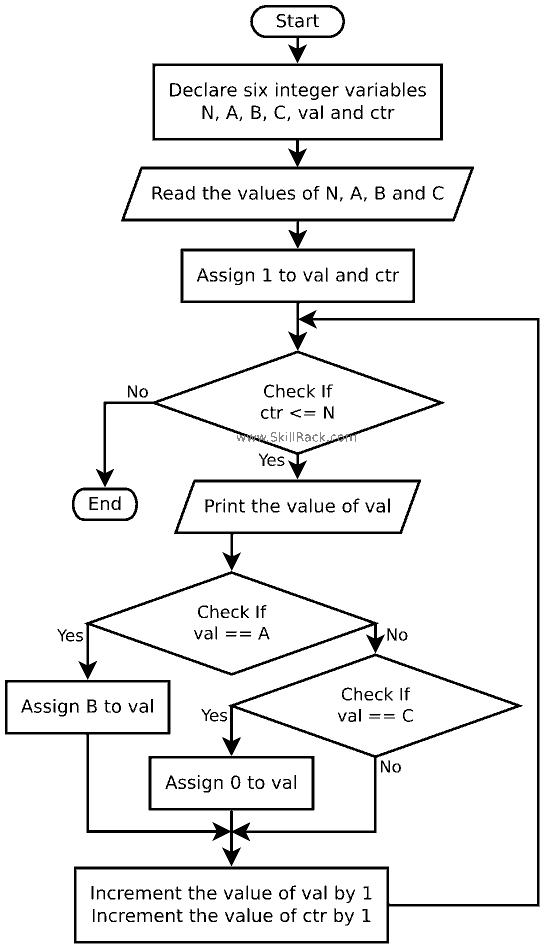 Start
Declare six integer variables
N, A, B, C, val and ctr
Read the values of N, A, B and C
Assign 1 to val and ctr
Check If
ctr <= N
No
www.SkillRack.com
Yes
End
Print the value of val
Check If
val == A
Yes
No
Assign B to val
Check If
val == C
Yes
No
Assign 0 to val
Increment the value of val by 1
Increment the value of ctr by 1